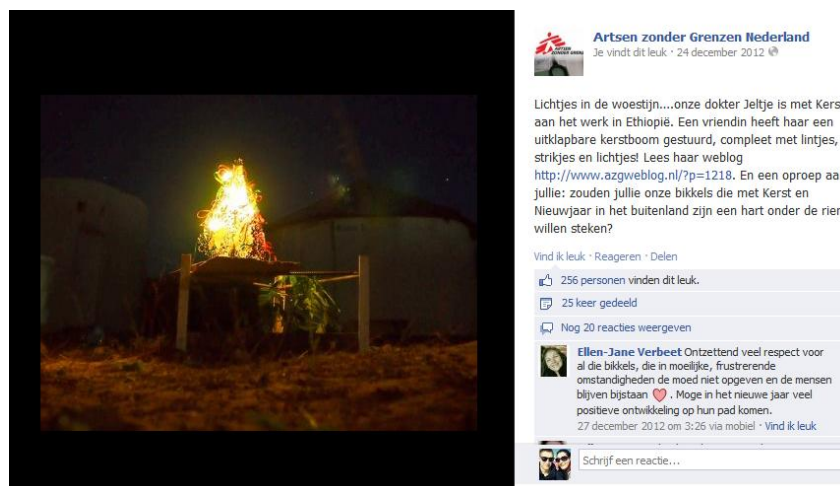 Artsen zonder Grenzen Nederland
Je vindt dit leuk · 24 december 2012
Lichtjes in de woestijn....onze dokter Jeltje is met Kers
aan het werk in Ethiopië. Een vriendin heeft haar een
uitklapbare kerstboom gestuurd, compleet met lintjes,
strikjes en lichtjes! Lees haar weblog
http://www.azgweblog.nl/?p=1218. En een oproep aa
jullie: zouden jullie onze bikkels die met Kerst en
Nieuwjaar in het buitenland zijn een hart onder de rier
willen steken?
Vind ik leuk · Reageren · Delen
256 personen vinden dit leuk.
25 keer gedeeld
Nog 20 reacties weergeven
Ellen-Jane Verbeet Ontzettend veel respect voor
al die bikkels, die in moeilijke, frustrerende
omstandigheden de moed niet opgeven en de mensen
blijven bijstaan . Moge in het nieuwe jaar veel
positieve ontwikkeling op hun pad komen.
27 december 2012 om 3:26 via mobiel · Vind ik leuk
Schrijf een reactie...